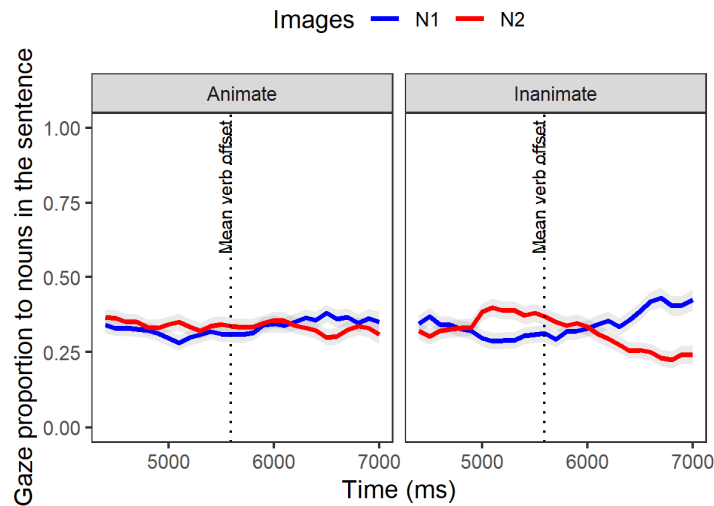 Images N1 N2
Animate Inanimate
Gaze proportion to nouns in the sentence
1.00
0.75
0.50
0.25
0.00
Mean verb offset
Mean verb offset
5000 6000 7000 5000 6000 7000
Time (ms)